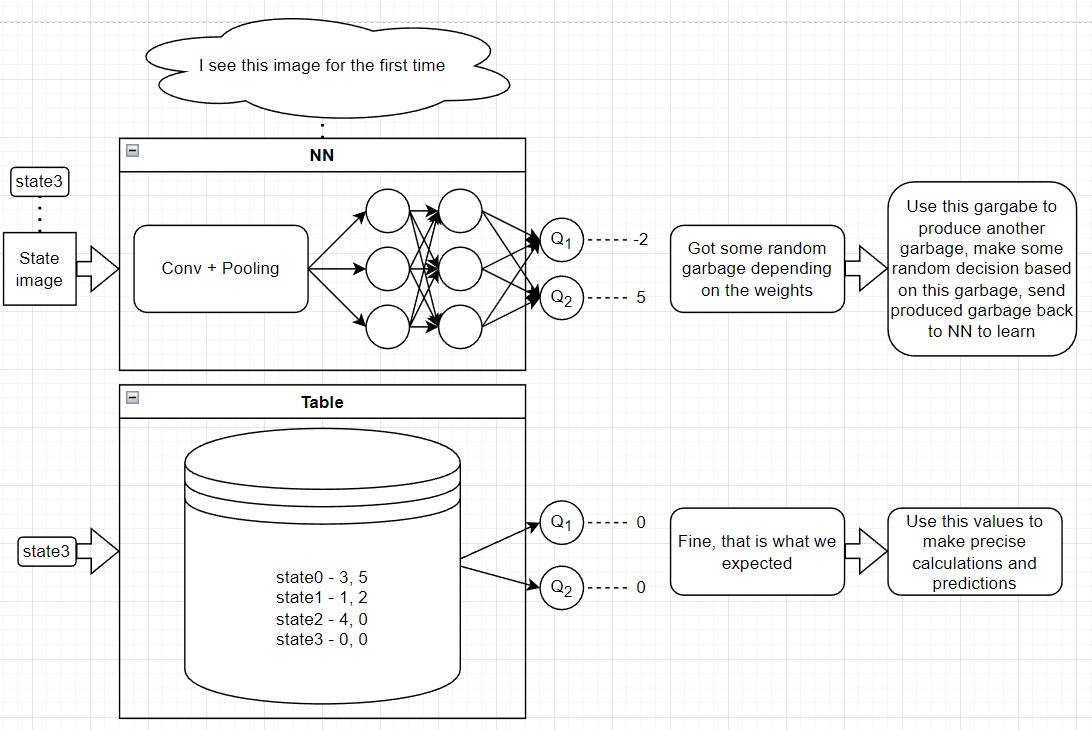 I see this image for the first time
NN
state3
State
image
Conv + Pooling
Q1
-2
Q2
5
Got some random
garbage depending
on the weights
Use this gargabe to
produce another
garbage, make some
random decision based
on this garbage, send
produced garbage back
to NN to learn
Table
state3
state0 - 3, 5
state1 - 1, 2
state2 - 4, 0
state3 - 0, 0
Q1
0
Q2
0
Fine, that is what we
expected
Use this values to
make precise
calculations and
predictions